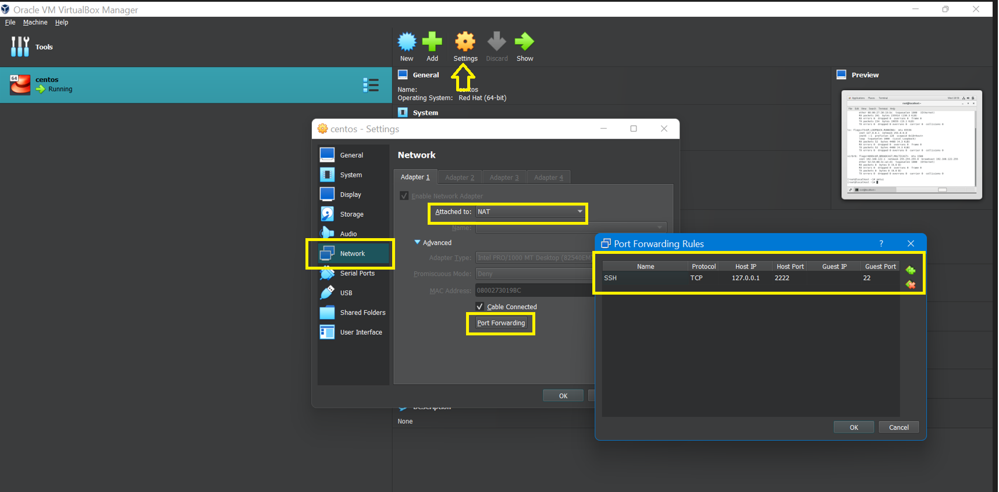 Oracle VM VirtualBox Manager
File Machine Help
Tools
New Add Settings Discard Show
64
centos
Running
General
Name: centos
Operating System: Red Hat (64-bit)
System
Preview
centos - Settings
General
System
Display
Storage
Audio
Network
Serial Ports
USB
Shared Folders
User Interface
Network
Adapter 1 Adapter 2 Adapter 3 Adapter 4
Enable Network Adapter
Attached to: NAT
Name:
Advanced
Adapter Type: Intel PRO/1000 MT Desktop (82540EM)
Promiscuous Mode: Deny
MAC Address: 0800273019BC
Cable Connected
Port Forwarding
OK
Description
None
Port Forwarding Rules
?
Name Protocol Host IP Host Port Guest IP Guest Port
SSH TCP 127.0.0.1 2222 22
OK Cancel